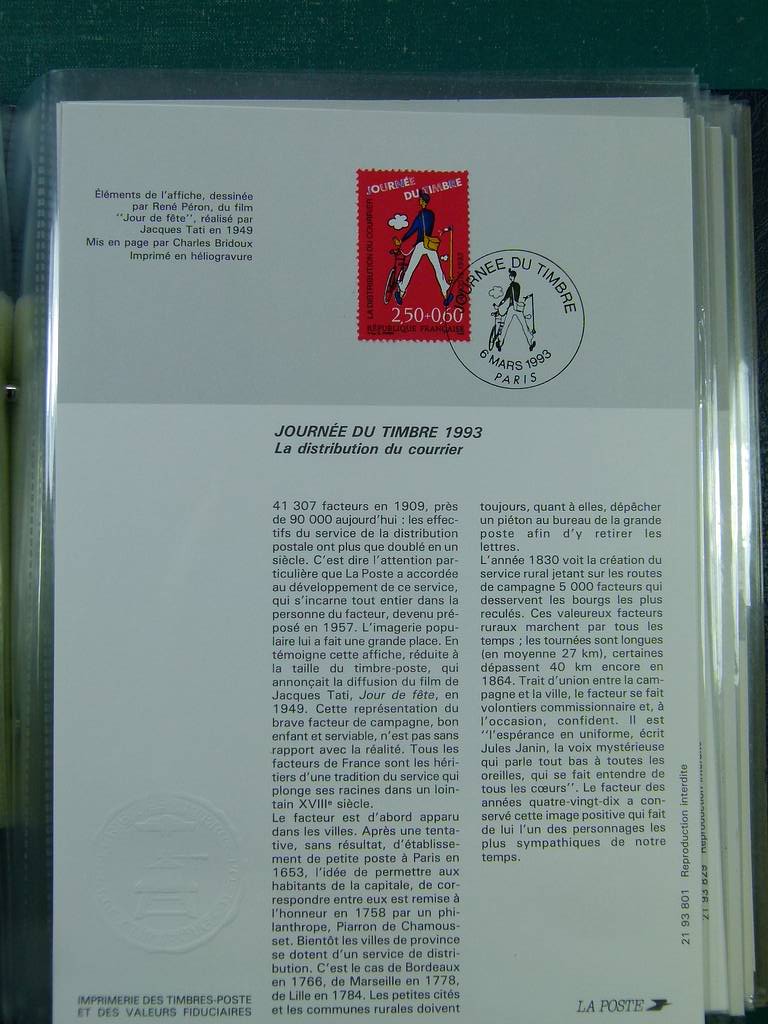 Éléments de l'affiche, dessinée
par René Péron, du film
"Jour de fête", réalisé par
Jacques Tati en 1949
Mis en page par Charles Bridoux
Imprimé en héliogravure
JOURNÉE
DU TIMBRE
LA DISTRIBUTION DU COURRIER
2,50+0,60
RÉPUBLIQUE FRANÇAISE
JOURNÉE DU TIMBRE
6 MARS 1993
PARIS
JOURNÉE DU TIMBRE 1993
La distribution du courrier
41 307 facteurs en 1909, près
de 90 000 aujourd'hui : les effec-
tifs du service de la distribution
postale ont plus que doublé en un
siècle. C'est dire l'attention par-
ticulière que La Poste a accordée
au développement de ce service,
qui s'incarne tout entier dans la
personne du facteur, devenu pré-
posé en 1957. L'imagerie popu-
laire lui a fait une grande place. En
témoigne cette affiche, réduite à
la taille du timbre-poste, qui
annonçait la diffusion du film de
Jacques Tati, Jour de fête, en
1949. Cette représentation du
brave facteur de campagne, bon
enfant et serviable, n'est pas sans
rapport avec la réalité. Tous les
facteurs de France sont les héri-
tiers d'une tradition du service qui
plonge ses racines dans un loin-
tain XVIIIe siècle.
Le facteur est d'abord apparu
dans les villes. Après une tenta-
tive, sans résultat, d'établisse-
ment de petite poste à Paris en
1653, l'idée de permettre aux
habitants de la capitale, de cor-
respondre entre eux est remise à
l'honneur en 1758 par un phi-
lanthrope, Piarron de Chamous-
set. Bientôt les villes de province
se dotent d'un service de distri-
bution. C'est le cas de Bordeaux
en 1766, de Marseille en 1778,
de Lille en 1784. Les petites cités
et les communes rurales doivent
toujours, quant à elles, dépêcher
un piéton au bureau de la grande
poste afin d'y retirer les
lettres.
L'année 1830 voit la création du
service rural jetant sur les routes
de campagne 5 000 facteurs qui
desservent les bourgs les plus
reculés. Ces valeureux facteurs
ruraux marchent par tous les
temps ; les tournées sont longues
(en moyenne 27 km), certaines
dépassent 40 km encore en
1864. Trait d'union entre la cam-
pagne et la ville, le facteur se fait
volontiers commissionnaire et, à
l'occasion, confident. Il est
"l'espérance en uniforme, écrit
Jules Janin, la voix mystérieuse
qui parle tout bas à toutes les
oreilles, qui se fait entendre de
tous les cœurs". Le facteur des
années quatre-vingt-dix a con-
servé cette image positive qui fait
de lui l'un des personnages les
plus sympathiques de notre
temps.
21 93 801 Reproduction interdite
21 93 829 Reproduction interdite
IMPRIMERIE DES TIMBRES-POSTE
ET DES VALEURS FIDUCIAIRES
LA POSTE